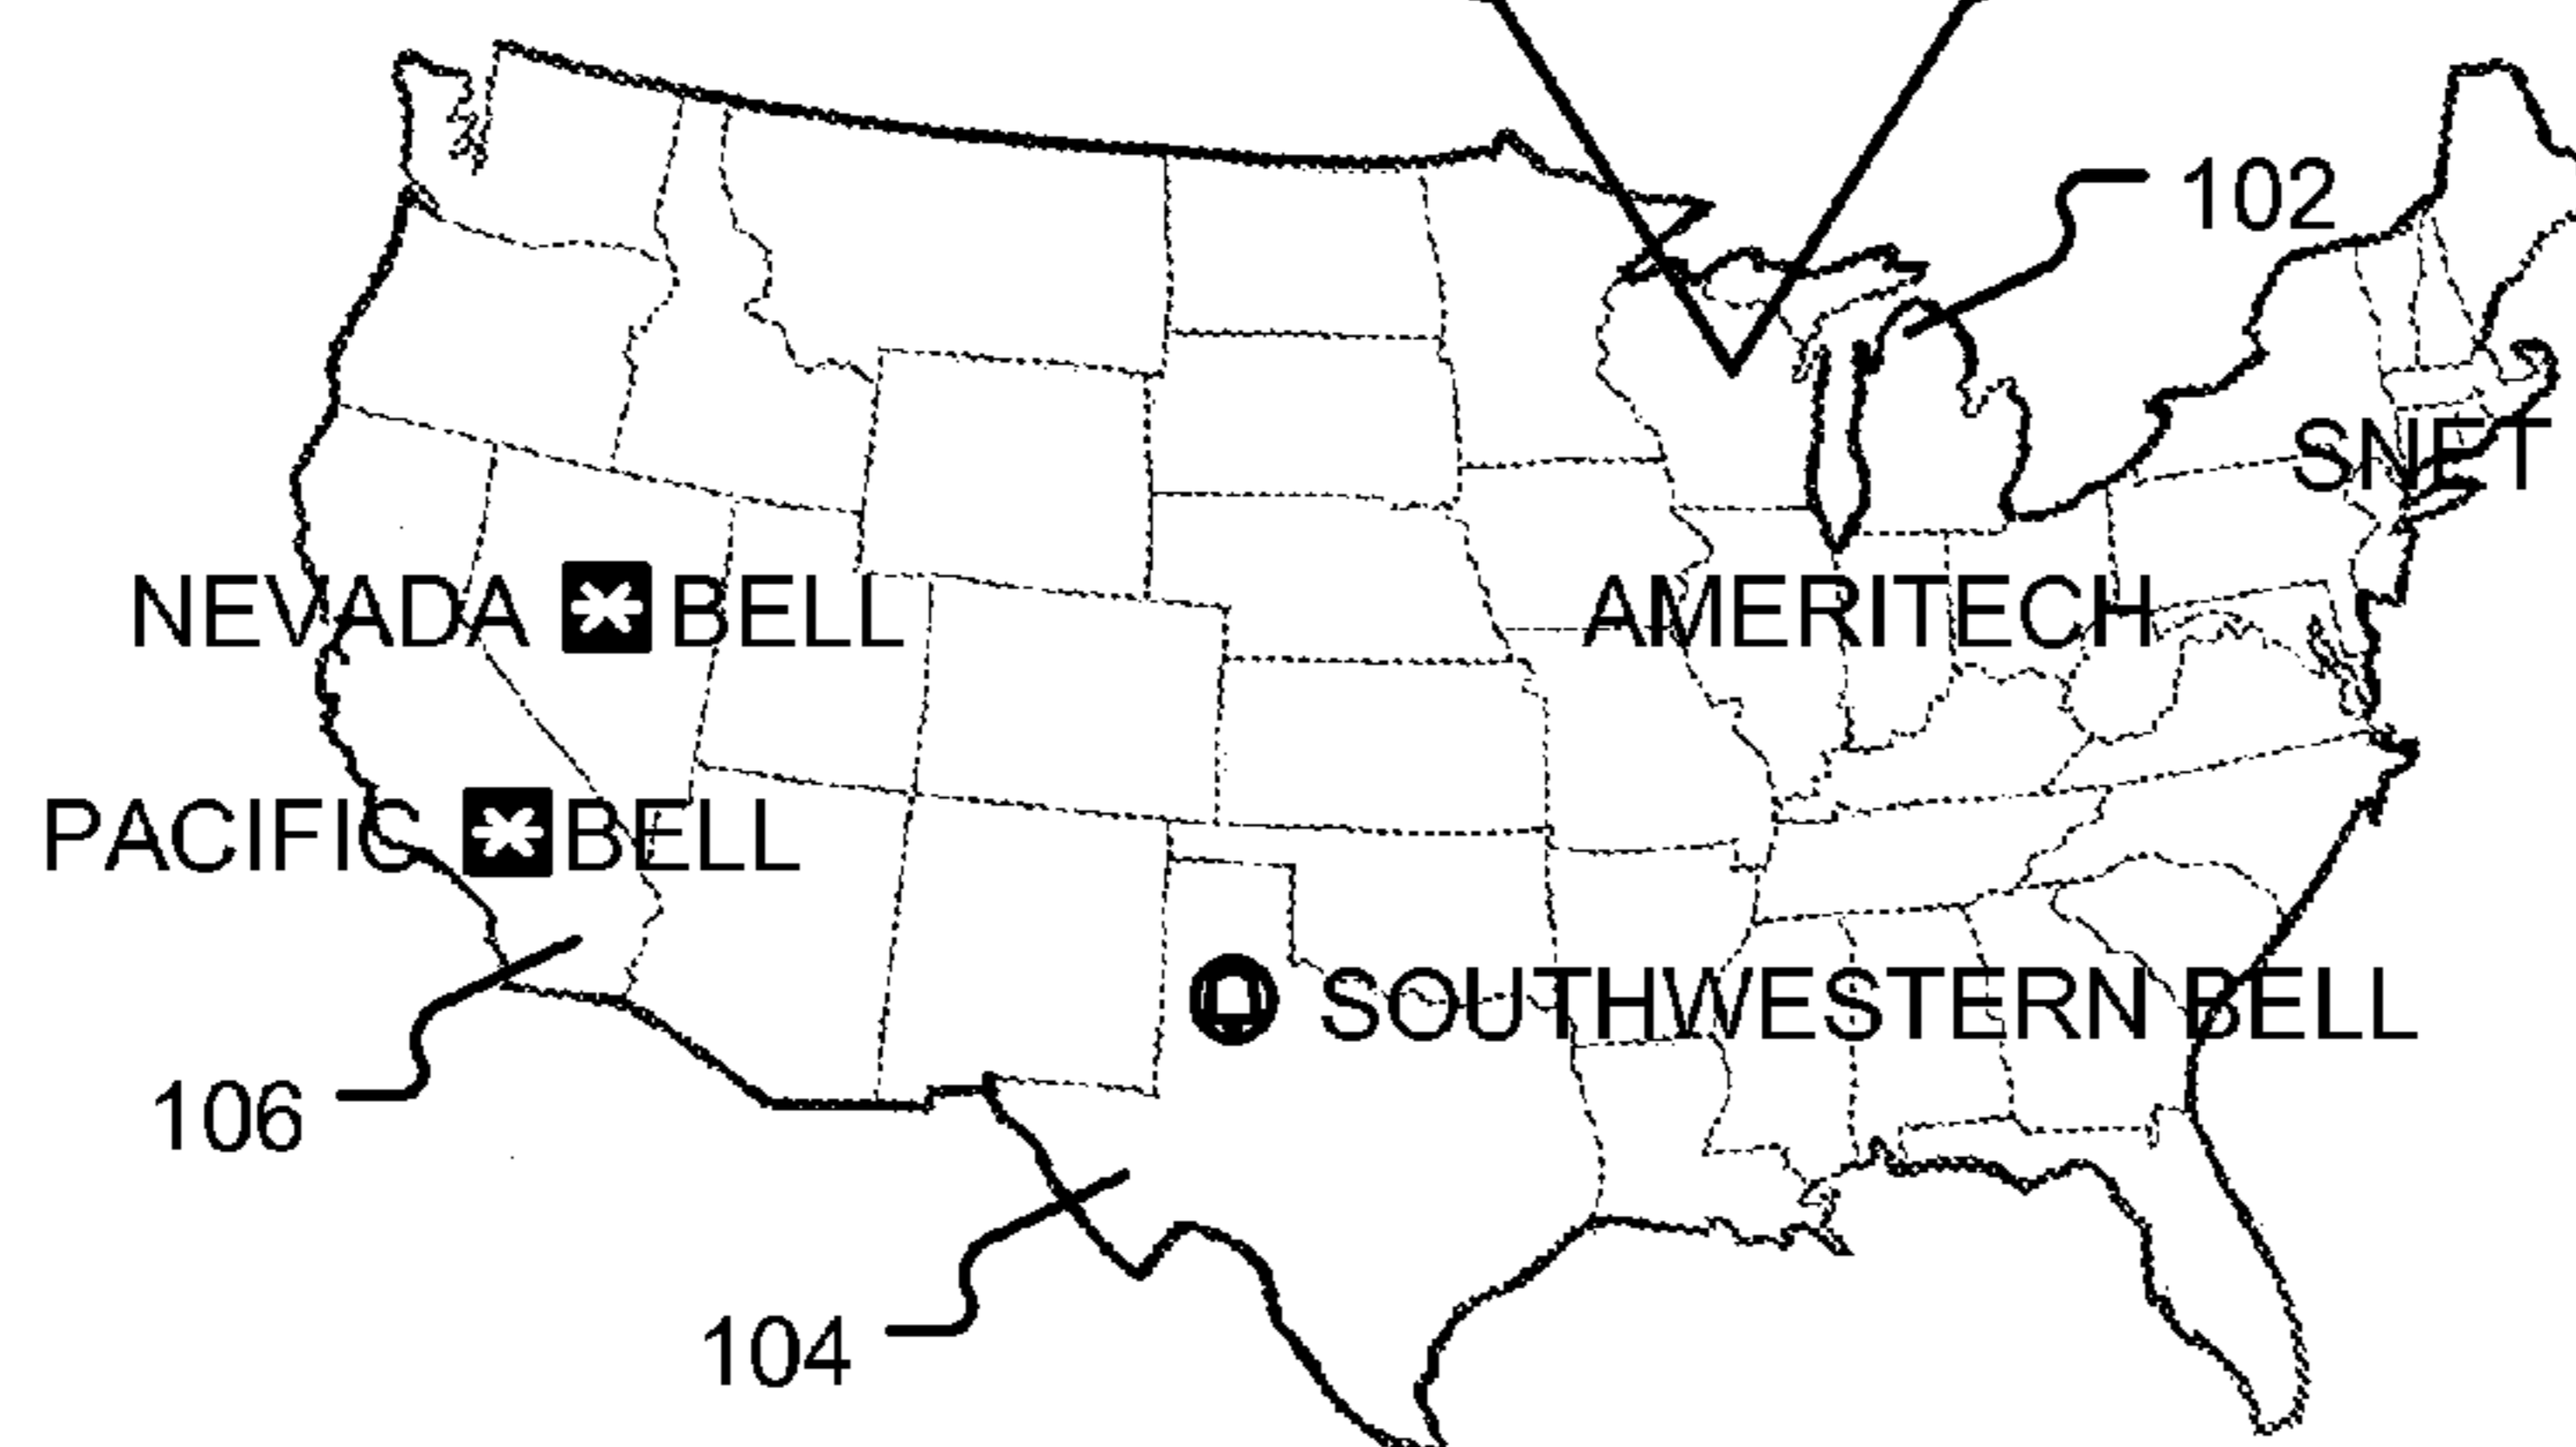 102
SNET
NEVADA BELL
AMERITECH
PACIFIC BELL
SOUTHWESTERN BELL
106
104